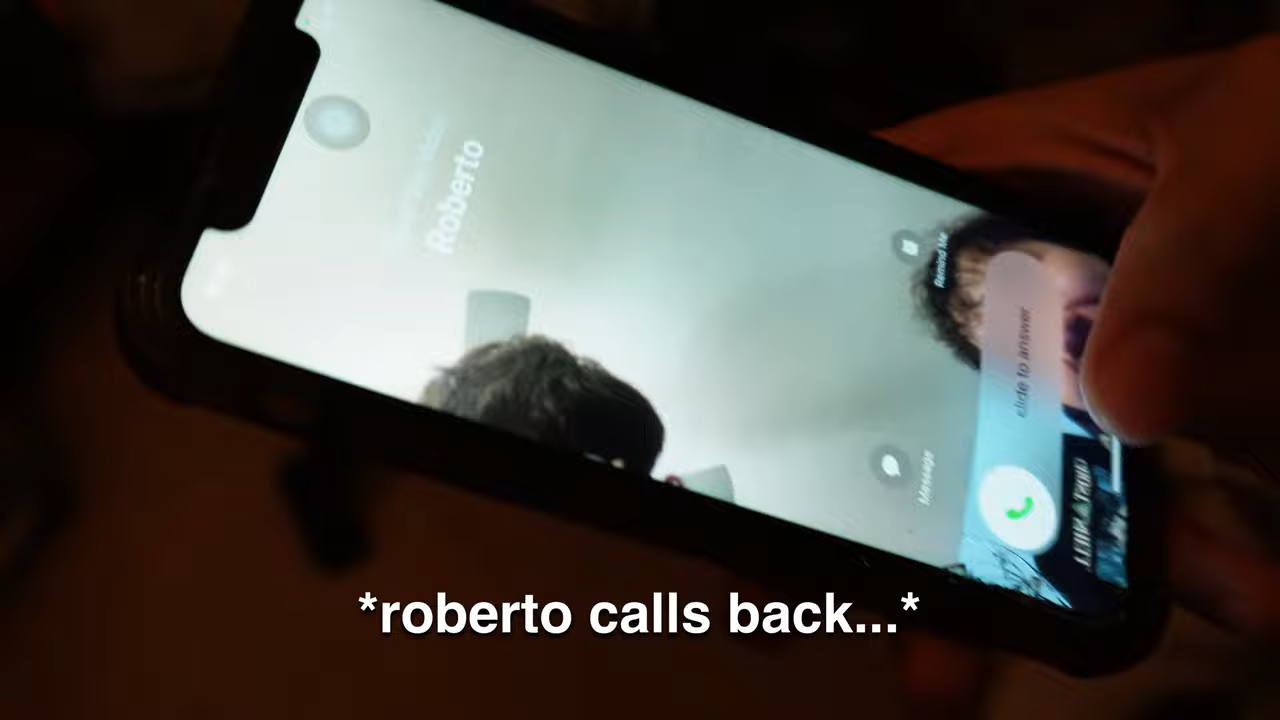 Roberto
Remind Me
slide to answer
Message
*roberto calls back...*